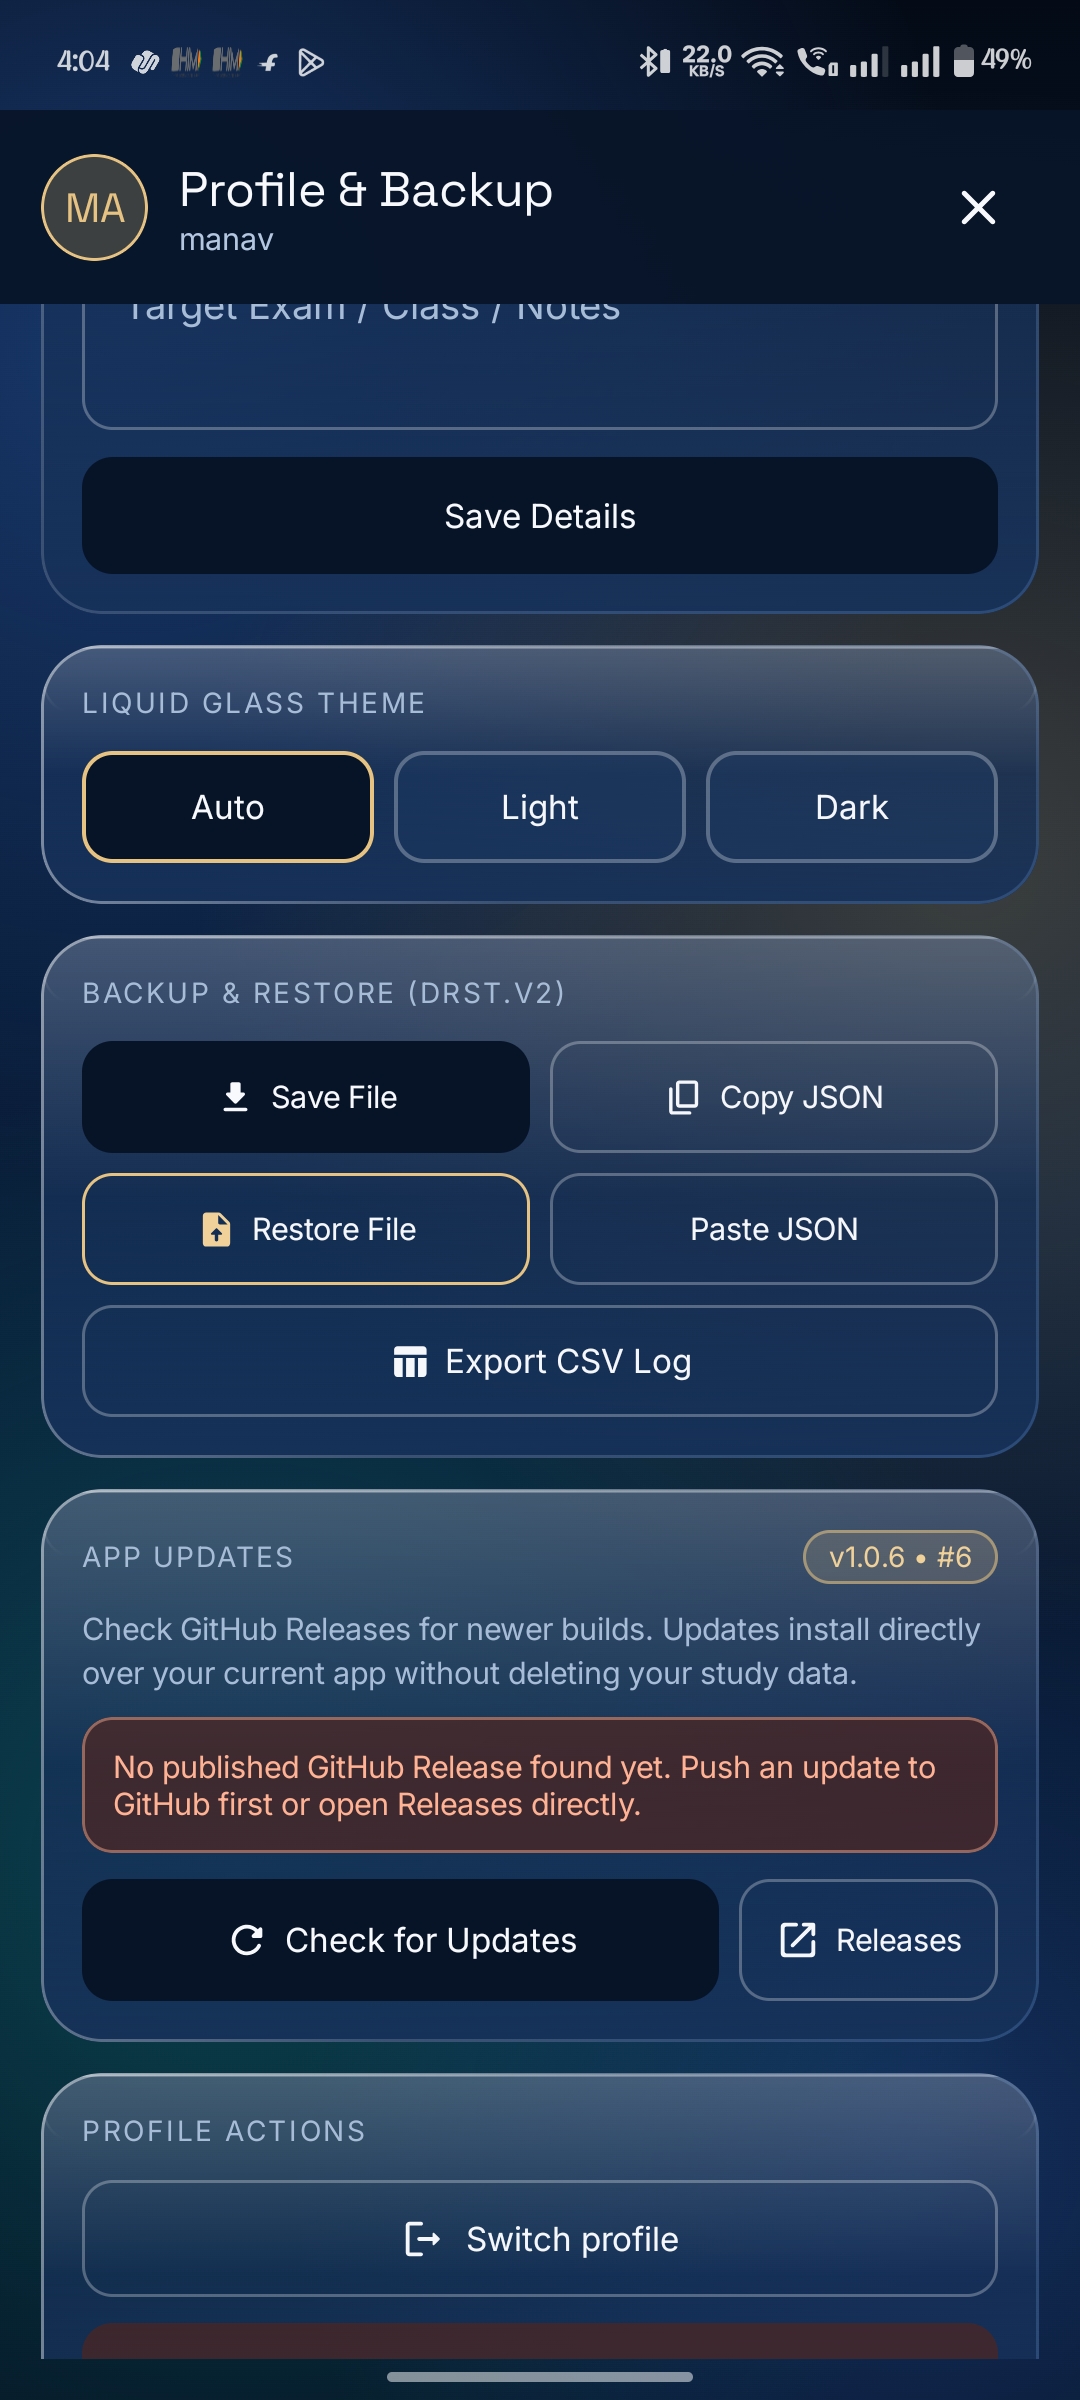 4:04
22.0
KB/S
49%
MA
Profile & Backup
manav
Target Exam / Class / Notes
Save Details
LIQUID GLASS THEME
Auto
Light
Dark
BACKUP & RESTORE (DRST.V2)
Save File
Copy JSON
Restore File
Paste JSON
Export CSV Log
APP UPDATES
v1.0.6 • #6
Check GitHub Releases for newer builds. Updates install directly
over your current app without deleting your study data.
No published GitHub Release found yet. Push an update to
GitHub first or open Releases directly.
Check for Updates
Releases
PROFILE ACTIONS
Switch profile